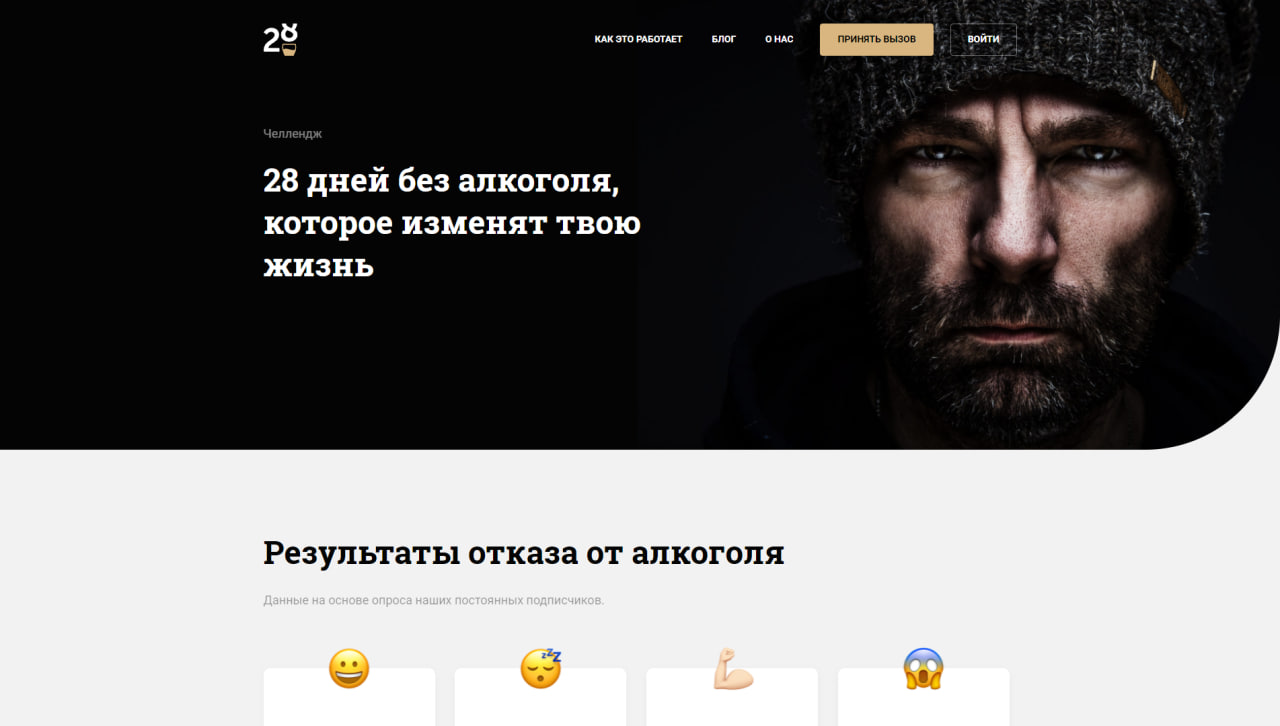 28
КАК ЭТО РАБОТАЕТ
БЛОГ
О НАС
ПРИНЯТЬ ВЫЗОВ
ВОЙТИ
Челлендж
28 дней без алкоголя,
которое изменят твою
жизнь
Результаты отказа от алкоголя
Данные на основе опроса наших постоянных подписчиков.